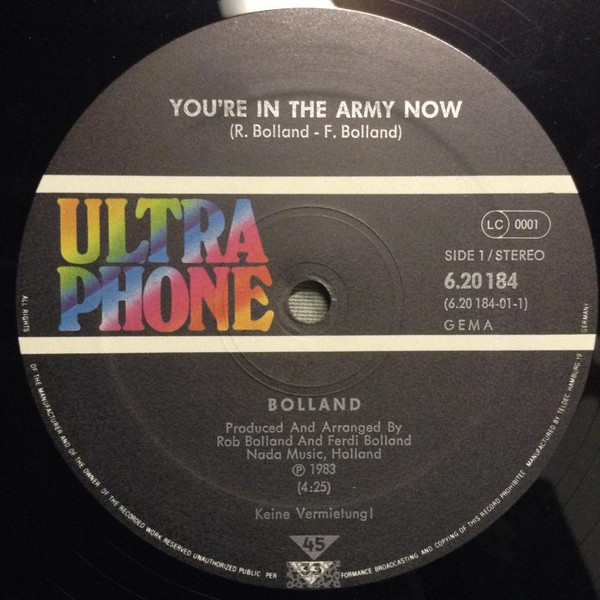 YOU'RE IN THE ARMY NOW
(R. Bolland - F. Bolland)
ULTRA
PHONE
LC 0001
SIDE 1/STEREO
6.20 184
(6.20 184-01-1)
GEMA
BOLLAND
Produced And Arranged By
Rob Bolland And Ferdi Bolland
Nada Music, Holland
℗ 1983
(4:25)
Keine Vermietung!
45
33
ALL RIGHTS OF THE MANUFACTURER AND OF THE OWNER OF THE RECORDED WORK RESERVED UNAUTHORIZED PUBLIC PERFORMANCE BROADCASTING AND COPYING OF THIS RECORD PROHIBITED MANUFACTURED BY TELDEC HAMBURG 19 GERMANY